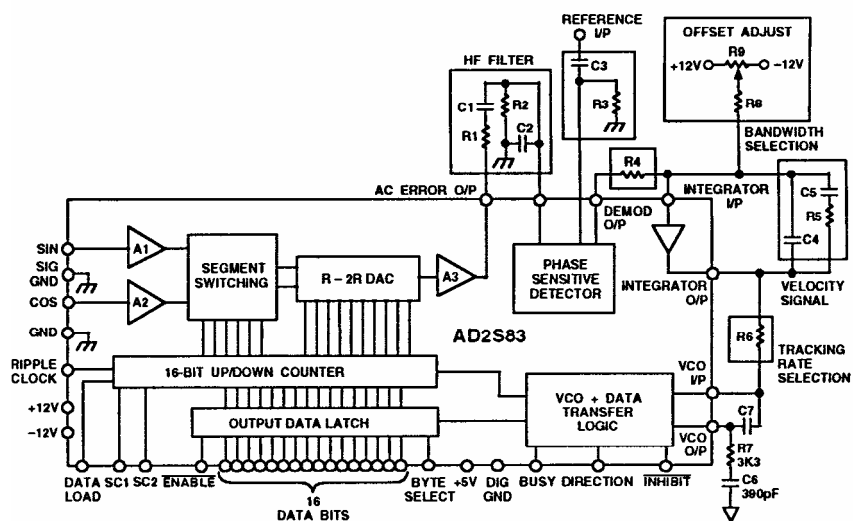 REFERENCE
I/P
OFFSET ADJUST
R9
+12V
-12V
R8
HF FILTER
C3
R3
C1
R2
C2
R1
BANDWIDTH
SELECTION
R4
AC ERROR O/P
DEMOD
O/P
INTEGRATOR
I/P
C5
R5
C4
SIN
A1
SIG
GND
SEGMENT
SWITCHING
R – 2R DAC
A3
PHASE
SENSITIVE
DETECTOR
INTEGRATOR
O/P
VELOCITY
SIGNAL
COS
A2
GND
AD2S83
R6
TRACKING
RATE
SELECTION
RIPPLE
CLOCK
16-BIT UP/DOWN COUNTER
VCO
I/P
+12V
-12V
VCO + DATA
TRANSFER
LOGIC
C7
OUTPUT DATA LATCH
VCO
O/P
R7
3K3
DATA
LOAD
SC1
SC2
ENABLE
16
DATA BITS
BYTE
SELECT
+5V
DIG
GND
BUSY
DIRECTION
INHIBIT
C6
390pF